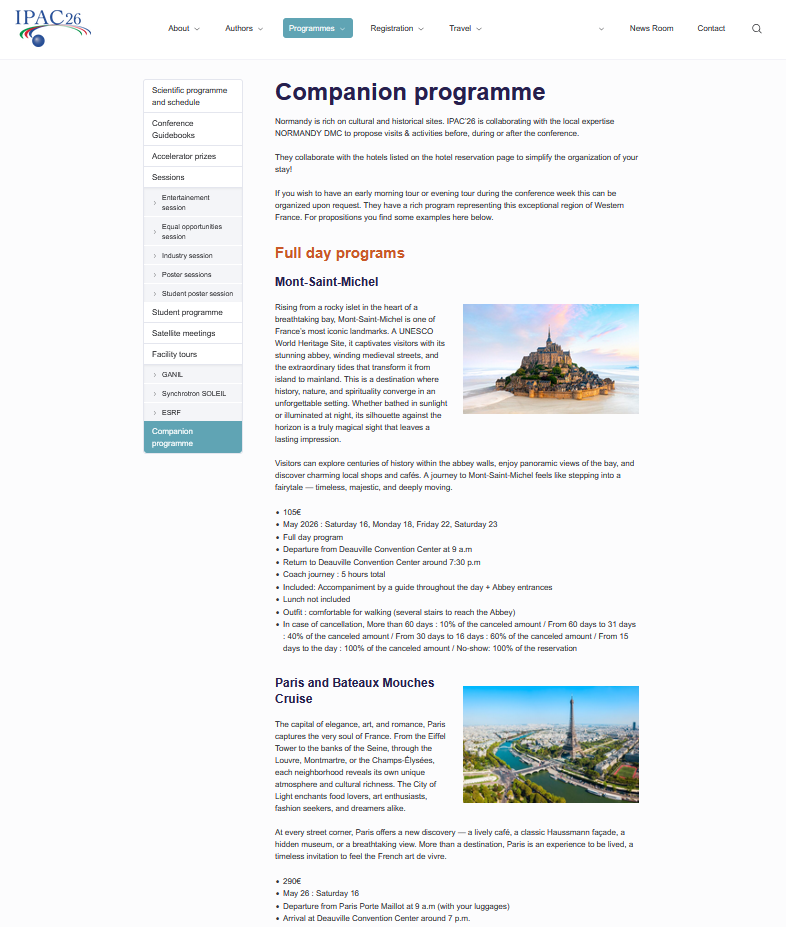 IPAC26
About
Authors
Programmes
Registration
Travel
News Room
Contact
Scientific programme
and schedule
Conference
Guidebooks
Accelerator prizes
Sessions
Entertainement
session
Equal opportunities
session
Industry session
Poster sessions
Student poster session
Student programme
Satellite meetings
Facility tours
GANIL
Synchrotron SOLEIL
ESRF
Companion
programme
Companion programme
Normandy is rich on cultural and historical sites. IPAC'26 is collaborating with the local expertise
NORMANDY DMC to propose visits & activities before, during or after the conference.
They collaborate with the hotels listed on the hotel reservation page to simplify the organization of your
stay!
If you wish to have an early morning tour or evening tour during the conference week this can be
organized upon request. They have a rich program representing this exceptional region of Western
France. For propositions you find some examples here below.
Full day programs
Mont-Saint-Michel
Rising from a rocky islet in the heart of a
breathtaking bay, Mont-Saint-Michel is one of
France's most iconic landmarks. A UNESCO
World Heritage Site, it captivates visitors with its
stunning abbey, winding medieval streets, and
the extraordinary tides that transform it from
island to mainland. This is a destination where
history, nature, and spirituality converge in an
unforgettable setting. Whether bathed in sunlight
or illuminated at night, its silhouette against the
horizon is a truly magical sight that leaves a
lasting impression.
Visitors can explore centuries of history within the abbey walls, enjoy panoramic views of the bay, and
discover charming local shops and cafés. A journey to Mont-Saint-Michel feels like stepping into a
fairytale — timeless, majestic, and deeply moving.
• 105€
• May 2026 : Saturday 16, Monday 18, Friday 22, Saturday 23
• Full day program
• Departure from Deauville Convention Center at 9 a.m
• Return to Deauville Convention Center around 7:30 p.m
• Coach journey : 5 hours total
• Included: Accompaniment by a guide throughout the day + Abbey entrances
• Lunch not included
• Outfit : comfortable for walking (several stairs to reach the Abbey)
• In case of cancellation, More than 60 days : 10% of the canceled amount / From 60 days to 31 days
: 40% of the canceled amount / From 30 days to 16 days : 60% of the canceled amount / From 15
days to the day : 100% of the canceled amount / No-show: 100% of the reservation
Paris and Bateaux Mouches
Cruise
The capital of elegance, art, and romance, Paris
captures the very soul of France. From the Eiffel
Tower to the banks of the Seine, through the
Louvre, Montmartre, or the Champs-Élysées,
each neighborhood reveals its own unique
atmosphere and cultural richness. The City of
Light enchants food lovers, art enthusiasts,
fashion seekers, and dreamers alike.
At every street corner, Paris offers a new discovery — a lively café, a classic Haussmann façade, a
hidden museum, or a breathtaking view. More than a destination, Paris is an experience to be lived, a
timeless invitation to feel the French art de vivre.
• 290€
• May 26 : Saturday 16
• Departure from Paris Porte Maillot at 9 a.m (with your luggages)
• Arrival at Deauville Convention Center around 7 p.m.